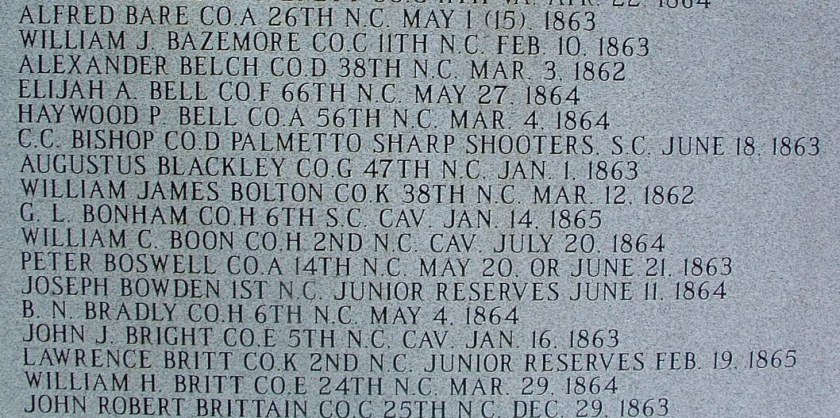 VA. APR. 22, 1864
ALFRED BARE CO.A 26TH N.C. MAY 1 (15), 1863
WILLIAM J. BAZEMORE CO.C 11TH N.C. FEB. 10, 1863
ALEXANDER BELCH CO.D 38TH N.C. MAR. 3, 1862
ELIJAH A. BELL CO.F 66TH N.C. MAY 27, 1864
HAYWOOD P. BELL CO.A 56TH N.C. MAR. 4, 1864
C.C. BISHOP CO.D PALMETTO SHARP SHOOTERS, S.C. JUNE 18, 1863
AUGUSTUS BLACKLEY CO.G 47TH N.C. JAN. 1, 1863
WILLIAM JAMES BOLTON CO.K 38TH N.C. MAR. 12, 1862
G. L. BONHAM CO.H 6TH S.C. CAV. JAN. 14, 1865
WILLIAM C. BOON CO.H 2ND N.C. CAV. JULY 20, 1864
PETER BOSWELL CO.A 14TH N.C. MAY 20, OR JUNE 21, 1863
JOSEPH BOWDEN 1ST N.C. JUNIOR RESERVES JUNE 11, 1864
B. N. BRADLY CO.H 6TH N.C. MAY 4, 1864
JOHN J. BRIGHT CO.E 5TH N.C. CAV. JAN. 16, 1863
LAWRENCE BRITT CO.K 2ND N.C. JUNIOR RESERVES FEB. 19, 1865
WILLIAM H. BRITT CO.E 24TH N.C. MAR. 29, 1864
JOHN ROBERT BRITTAIN CO.C 25TH N.C. DEC. 29, 1863